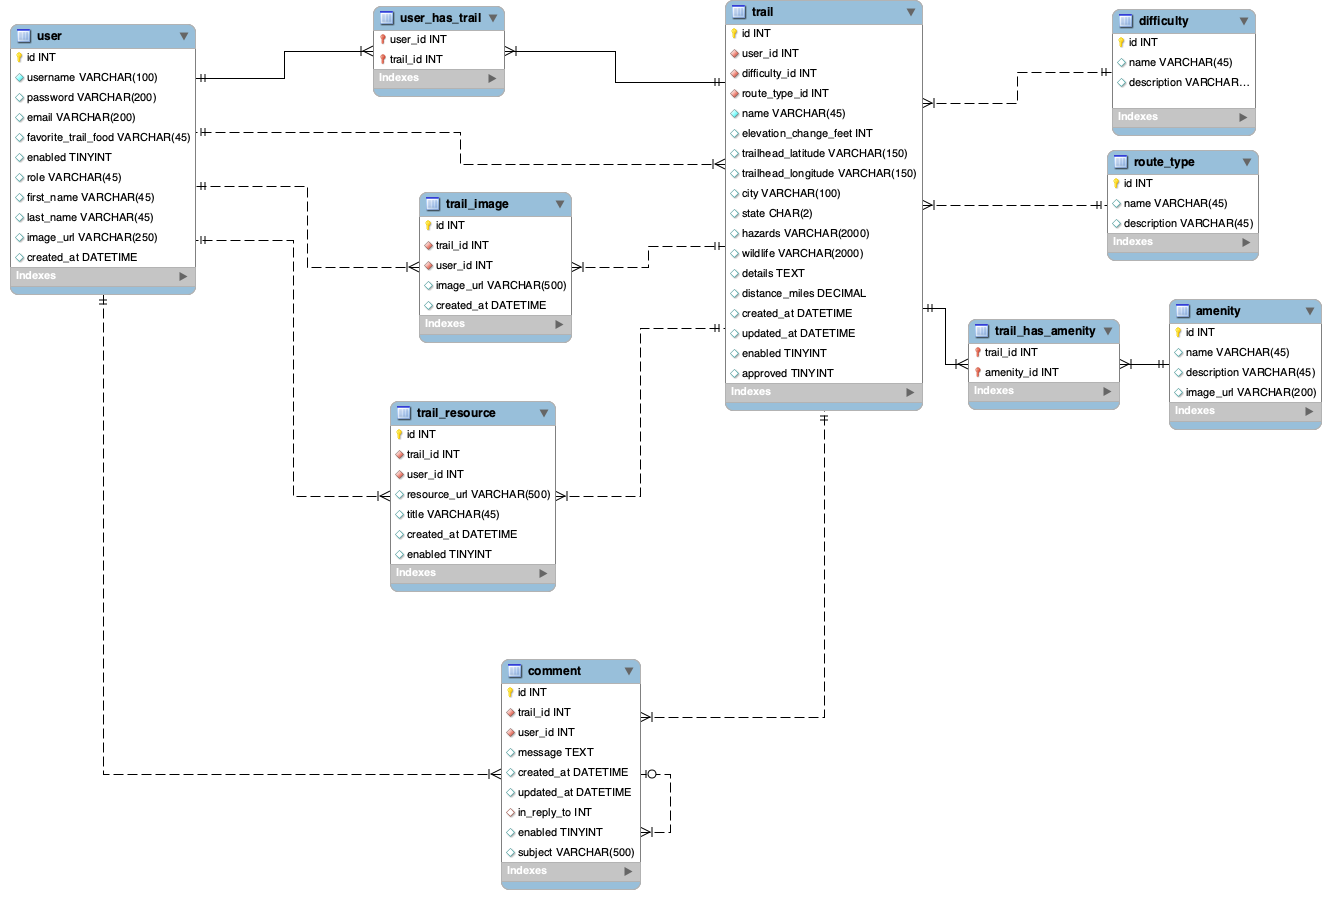 user
id INT
username VARCHAR(100)
password VARCHAR(200)
email VARCHAR(200)
favorite_trail_food VARCHAR(45)
enabled TINYINT
role VARCHAR(45)
first_name VARCHAR(45)
last_name VARCHAR(45)
image_url VARCHAR(250)
created_at DATETIME
Indexes
user_has_trail
user_id INT
trail_id INT
Indexes
trail
id INT
user_id INT
difficulty_id INT
route_type_id INT
name VARCHAR(45)
elevation_change_feet INT
trailhead_latitude VARCHAR(150)
trailhead_longitude VARCHAR(150)
city VARCHAR(100)
state CHAR(2)
hazards VARCHAR(2000)
wildlife VARCHAR(2000)
details TEXT
distance_miles DECIMAL
created_at DATETIME
updated_at DATETIME
enabled TINYINT
approved TINYINT
Indexes
difficulty
id INT
name VARCHAR(45)
description VARCHAR...
Indexes
route_type
id INT
name VARCHAR(45)
description VARCHAR(45)
Indexes
trail_image
id INT
trail_id INT
user_id INT
image_url VARCHAR(500)
created_at DATETIME
Indexes
trail_has_amenity
trail_id INT
amenity_id INT
Indexes
amenity
id INT
name VARCHAR(45)
description VARCHAR(45)
image_url VARCHAR(200)
Indexes
trail_resource
id INT
trail_id INT
user_id INT
resource_url VARCHAR(500)
title VARCHAR(45)
created_at DATETIME
enabled TINYINT
Indexes
comment
id INT
trail_id INT
user_id INT
message TEXT
created_at DATETIME
updated_at DATETIME
in_reply_to INT
enabled TINYINT
subject VARCHAR(500)
Indexes